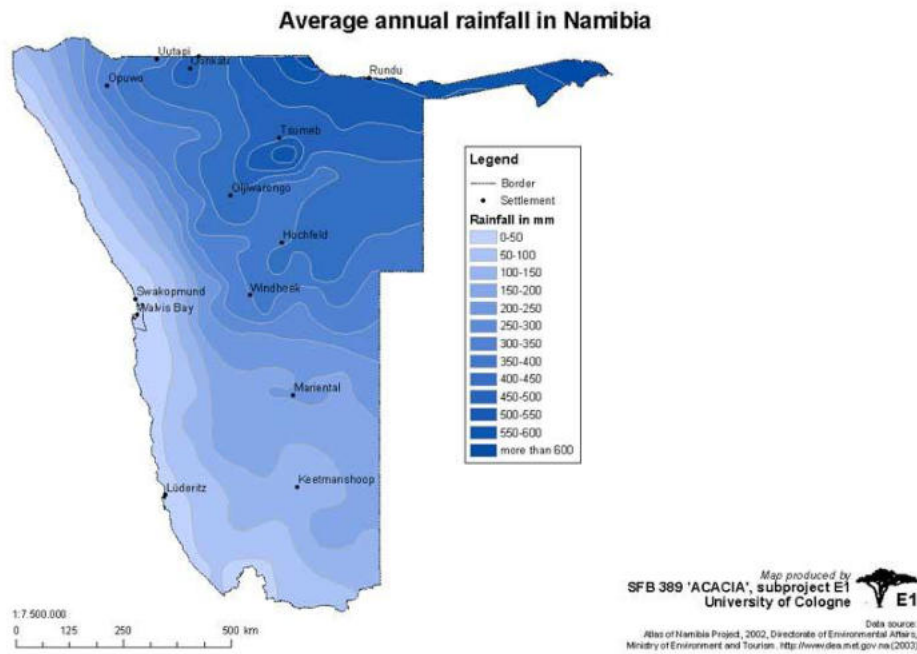 Average annual rainfall in Namibia
Uutapi
Oshkati
Opuwo
Rundu
Tsumeb
Otjiwarongo
Hochfeld
Windhoek
Swakopmund
Walvis Bay
Mariental
Keetmanshoop
Lüderitz
Legend
Border
Settlement
Rainfall in mm
0-50
50-100
100-150
150-200
200-250
250-300
300-350
350-400
400-450
450-500
500-550
550-600
more than 600
1:7.500.000
0 125 250 500 km
Map produced by
SFB 389 'ACACIA', subproject E1
University of Cologne
E1
Data source:
Atlas of Namibia Project, 2002, Directorate of Environmental Affairs,
Ministry of Environment and Tourism. http://www.dea.met.gov.na (2003)